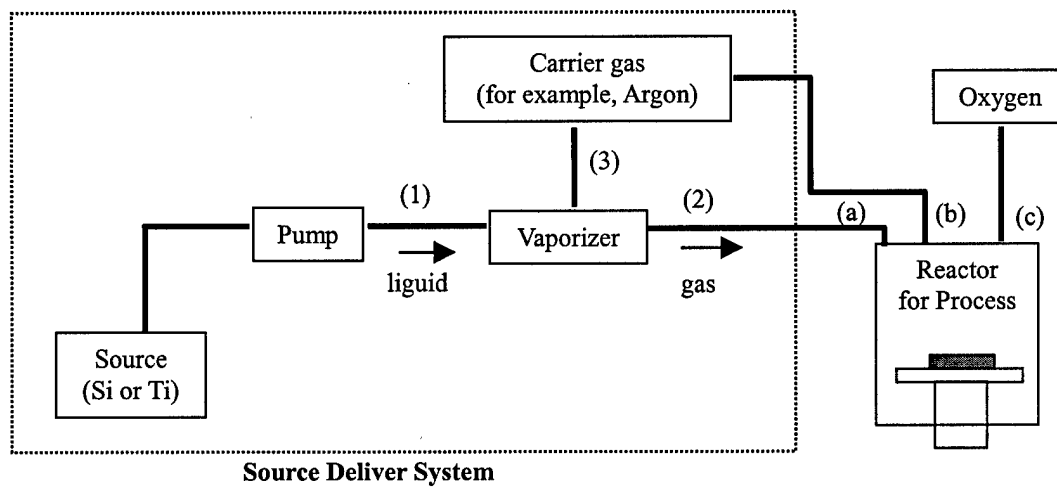 Carrier gas
(for example, Argon)
Oxygen
(3)
(1)
(2)
(a)
(b)
(c)
Pump
Vaporizer
liguid
gas
Reactor
for Process
Source
(Si or Ti)
Source Deliver System